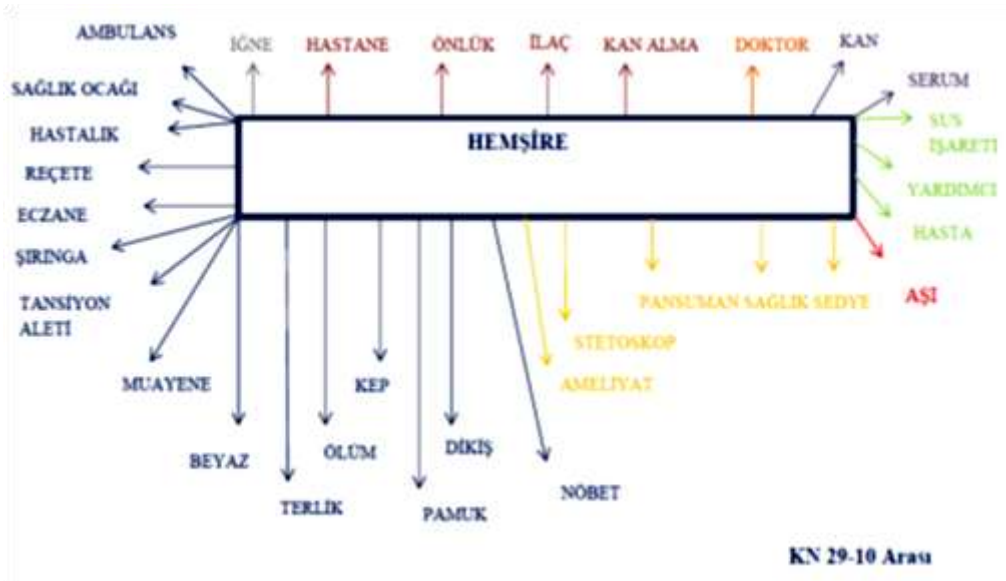 AMBULANS
İĞNE
HASTANE
ÖNLÜK
İLAÇ
KAN ALMA
DOKTOR
KAN
SERUM
SAĞLIK OCAĞI
HASTALIK
REÇETE
ECZANE
ŞIRINGA
TANSİYON
ALETİ
MUAYENE
HEMŞİRE
SUS
İŞARETİ
YARDIMCI
HASTA
AŞI
PANSUMAN SAĞLIK SEDYE
STETOSKOP
AMELİYAT
KEP
BEYAZ
ÖLÜM
DİKİŞ
TERLİK
PAMUK
NÖBET
KN 29-10 Arası